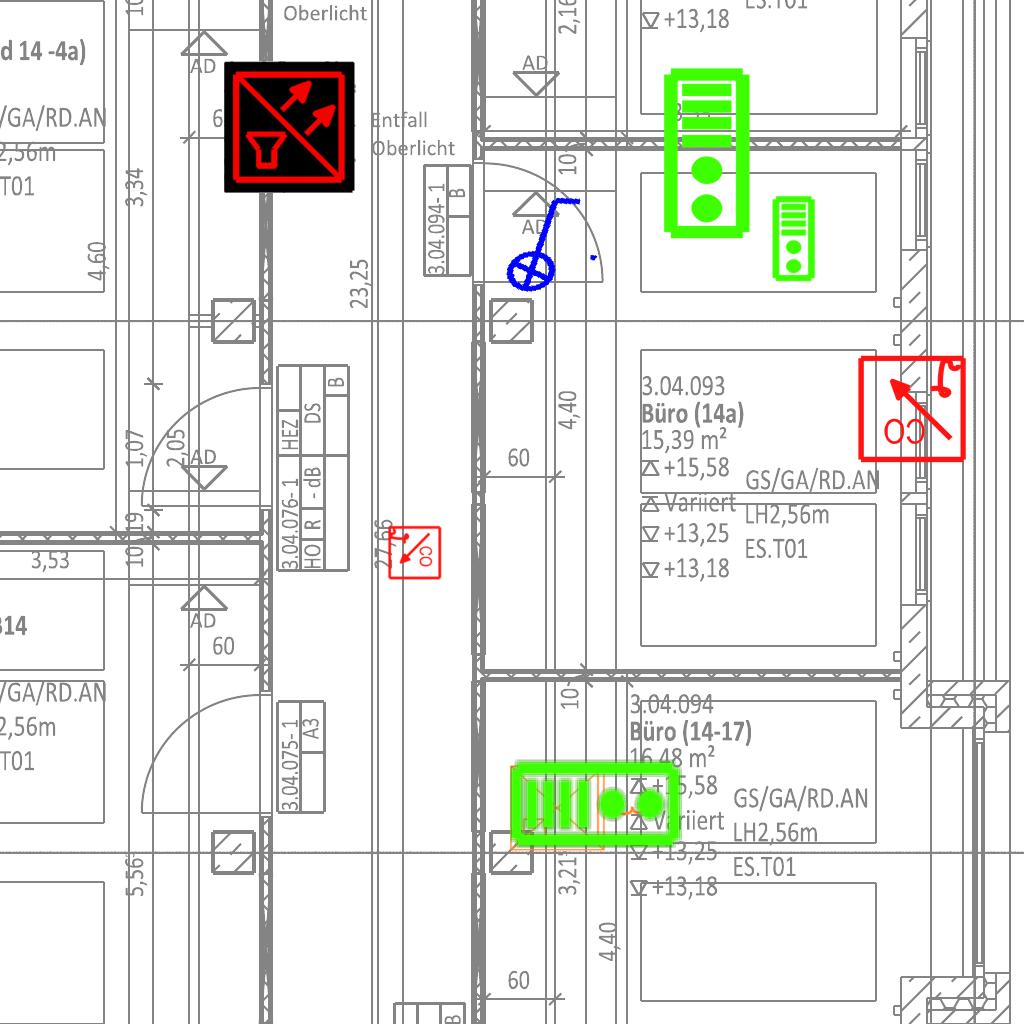 Oberlicht
2,16
+13,18
ES.T01
d 14 -4a)
AD
AD
/GA/RD.AN
2,56m
T01
6
Entfall
Oberlicht
10
3,34
4,60
23,25
3.04.094- 1
B
AD
3.04.093
Büro (14a)
15,39 m²
+15,58
Variiert
+13,25
+13,18
GS/GA/RD.AN
LH2,56m
ES.T01
CO
4,40
60
1,07
2,05
AD
3.04.076- 1
HEZ
DS
B
HO
R
- dB
10
19
27,66
CO
3,53
AD
60
314
/GA/RD.AN
2,56m
T01
3.04.075- 1
A3
10
3.04.094
Büro (14-17)
16,48 m²
+15,58
Variiert
+13,25
+13,18
GS/GA/RD.AN
LH2,56m
ES.T01
5,56⁵
3,21⁵
4,40
60
B